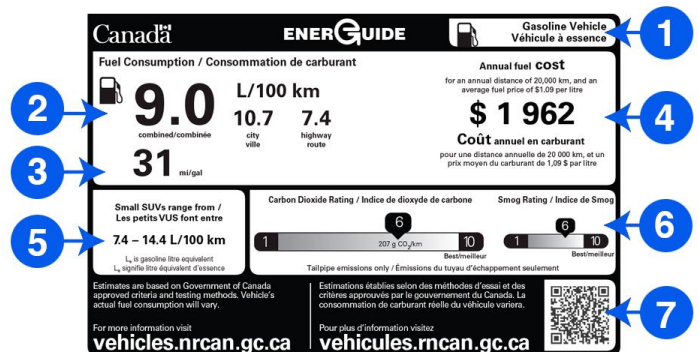 Canada
ENERGUIDE
Gasoline Vehicle
Véhicule à essence
1
Fuel Consumption / Consommation de carburant
2
9.0
combined/combinée
L/100 km
10.7 7.4
city highway
ville route
3
31 mi/gal
Annual fuel cost
for an annual distance of 20,000 km, and an
average fuel price of $1.09 per litre
$ 1 962
4
Coût annuel en carburant
pour une distance annuelle de 20 000 km, et un
prix moyen du carburant de 1,09 $ par litre
5
Small SUVs range from /
Les petits VUS font entre
7.4 – 14.4 L/100 km
Lₑ is gasoline litre equivalent
Lₑ signifie litre équivalent d'essence
Carbon Dioxide Rating / Indice de dioxyde de carbone
6
1 207 g CO₂/km 10
Best/meilleur
Smog Rating / Indice de Smog
6
1 10
Best/meilleur
6
Tailpipe emissions only / Émissions du tuyau d'échappement seulement
Estimates are based on Government of Canada
approved criteria and testing methods. Vehicle's
actual fuel consumption will vary.
For more information visit
vehicles.nrcan.gc.ca
Estimations établies selon des méthodes d'essai et des
critères approuvés par le gouvernement du Canada. La
consommation de carburant réelle du véhicule variera.
Pour plus d'information visitez
vehicules.rncan.gc.ca
7